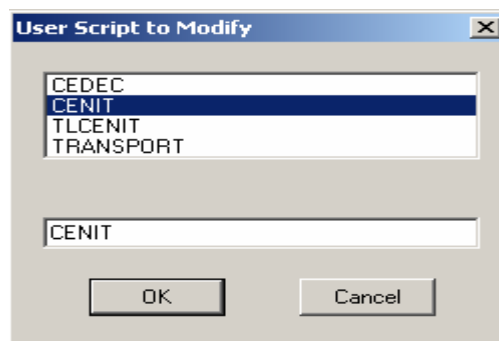 User Script to Modify
CEDEC
CENIT
TLCENIT
TRANSPORT
CENIT
OK
Cancel